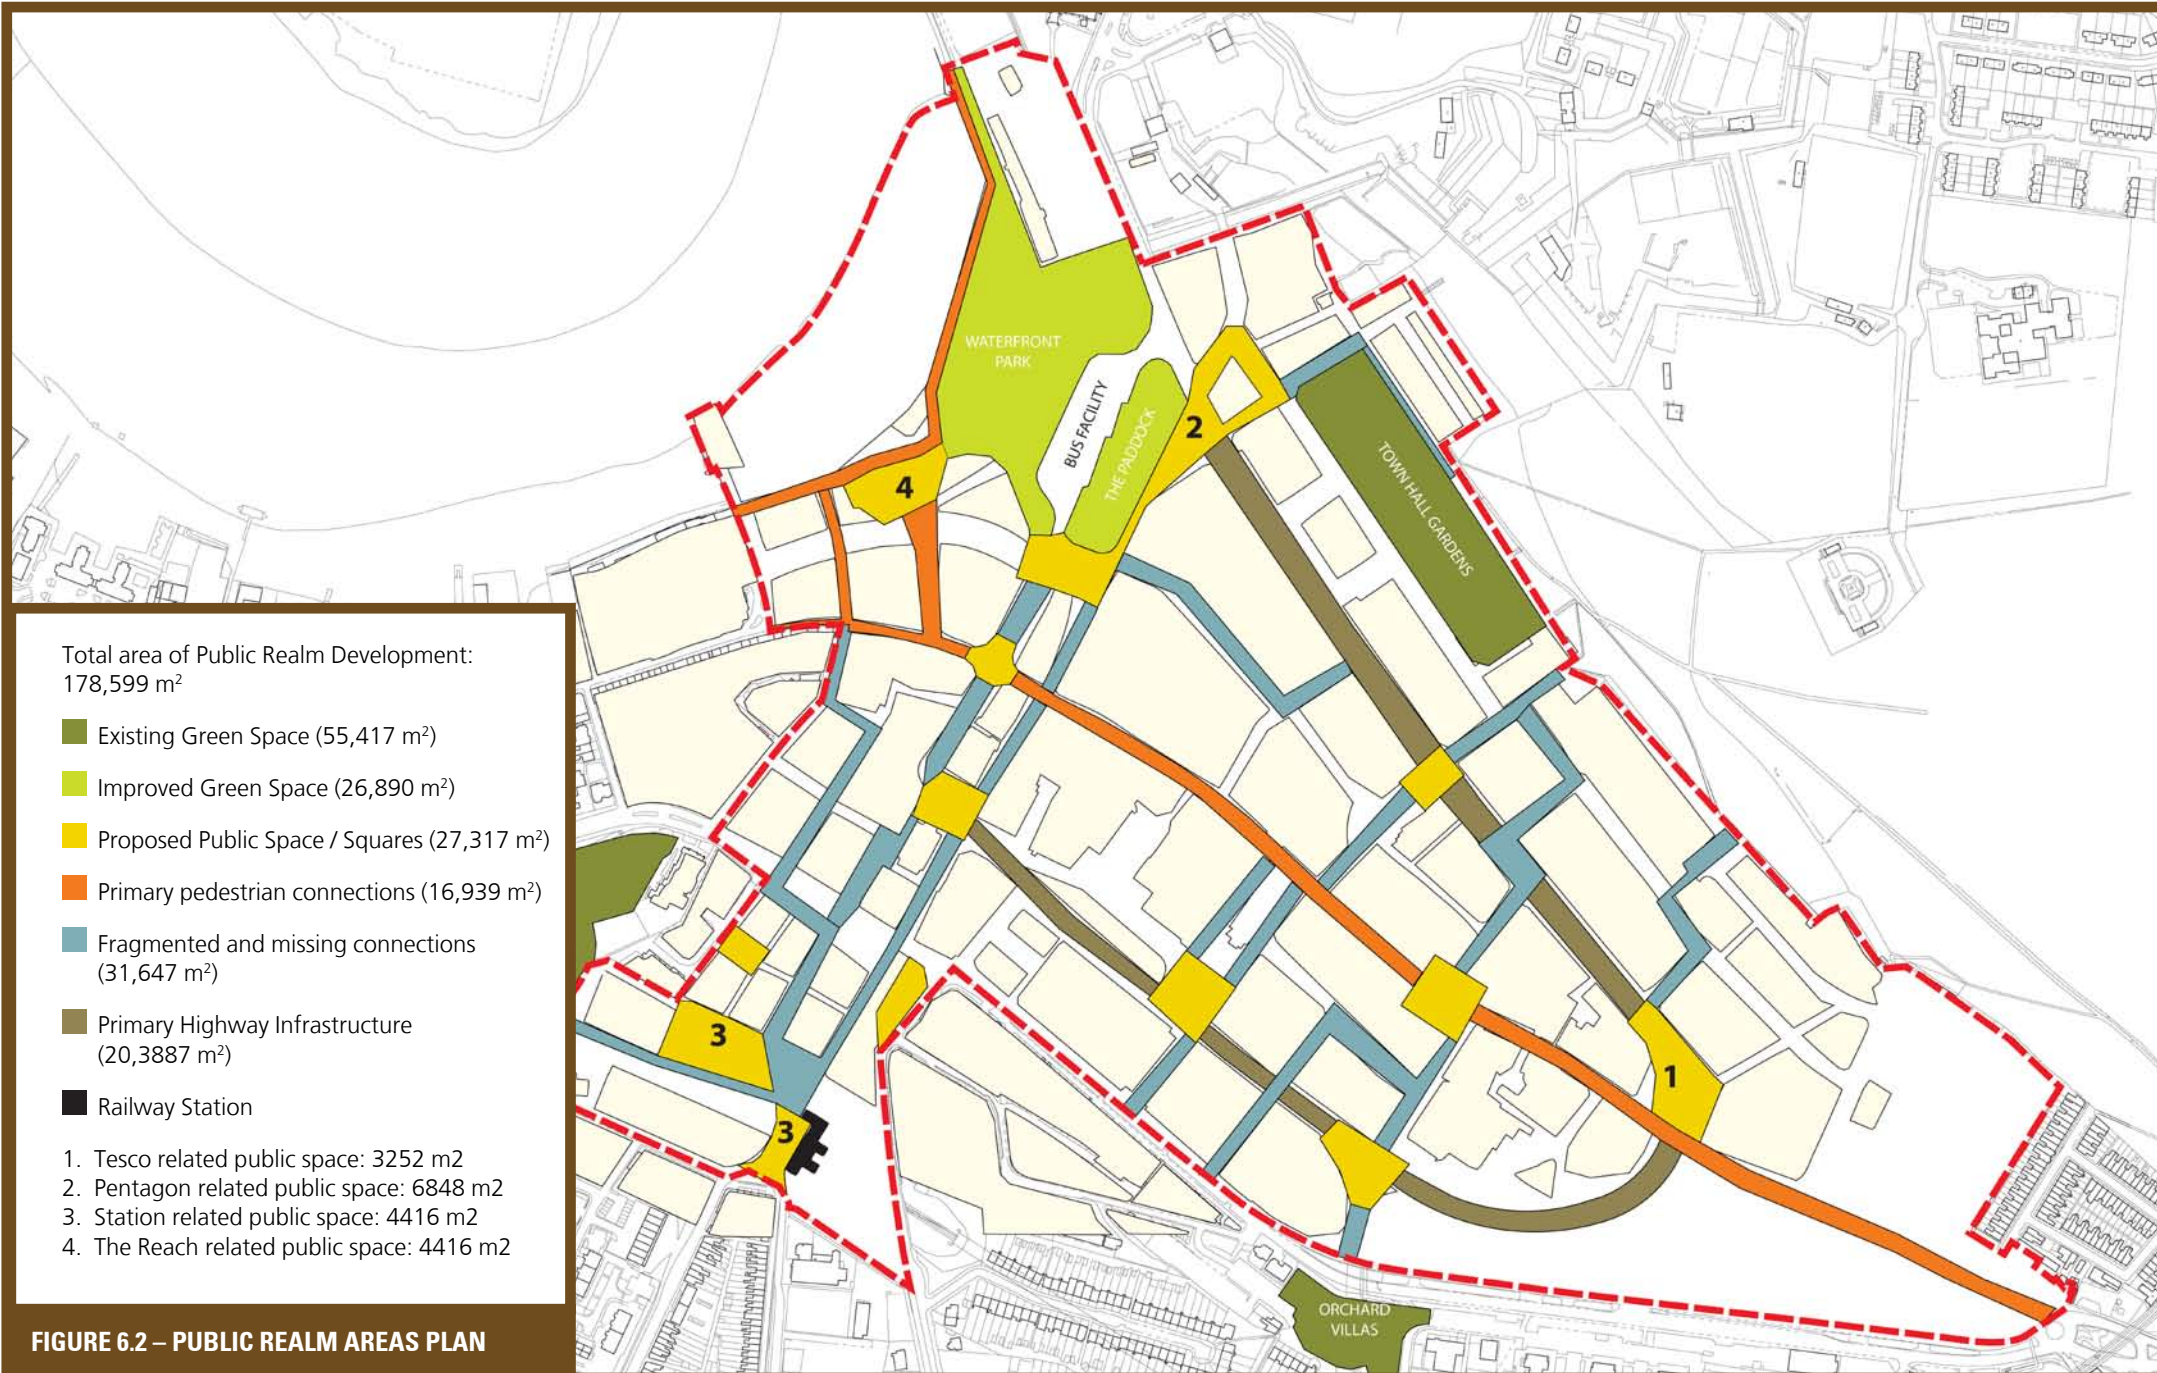 WATERFRONT
PARK
BUS FACILITY
THE PADDOCK
2
TOWN HALL GARDENS
4
3
3
1
ORCHARD
VILLAS
Total area of Public Realm Development:
178,599 m²
Existing Green Space (55,417 m²)
Improved Green Space (26,890 m²)
Proposed Public Space / Squares (27,317 m²)
Primary pedestrian connections (16,939 m²)
Fragmented and missing connections
(31,647 m²)
Primary Highway Infrastructure
(20,3887 m²)
Railway Station
1. Tesco related public space: 3252 m2
2. Pentagon related public space: 6848 m2
3. Station related public space: 4416 m2
4. The Reach related public space: 4416 m2
FIGURE 6.2 – PUBLIC REALM AREAS PLAN